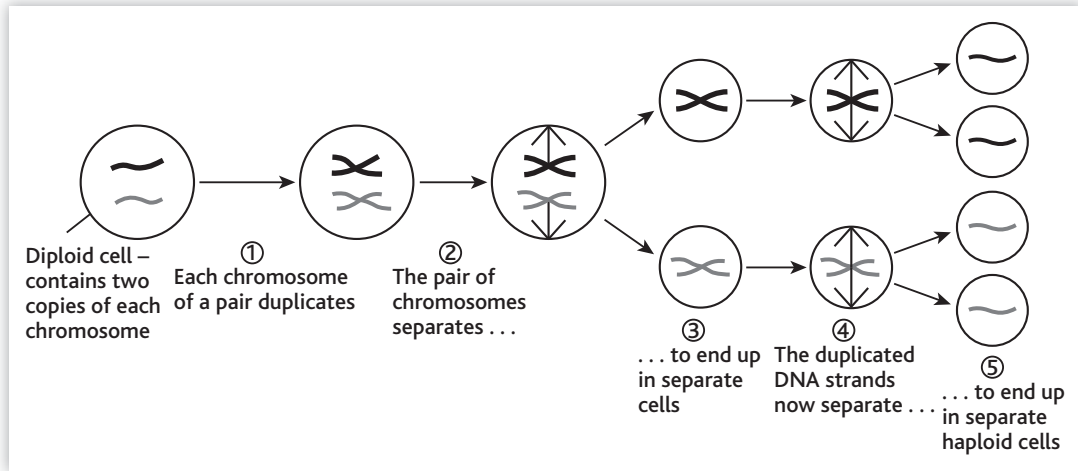 Diploid cell –
contains two
copies of each
chromosome
①
Each chromosome
of a pair duplicates
②
The pair of
chromosomes
separates . . .
③
. . . to end up
in separate
cells
④
The duplicated
DNA strands
now separate . . .
⑤
. . . to end up
in separate
haploid cells